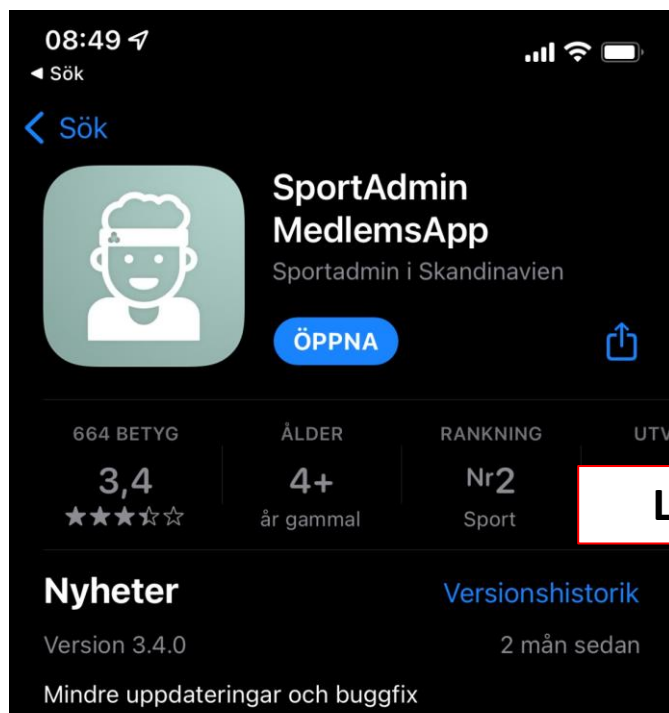 08:49
Sök
Sök
SportAdmin
MedlemsApp
Sportadmin i Skandinavien
ÖPPNA
664 BETYG
ÅLDER
RANKNING
UTV
3,4
4+
Nr2
L
år gammal
Sport
Nyheter
Versionshistorik
Version 3.4.0
2 mån sedan
Mindre uppdateringar och buggfix